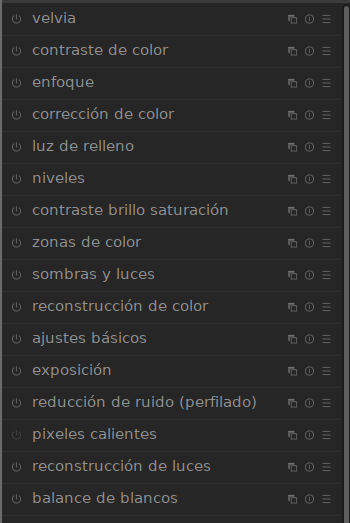 velvia
contraste de color
enfoque
corrección de color
luz de relleno
niveles
contraste brillo saturación
zonas de color
sombras y luces
reconstrucción de color
ajustes básicos
exposición
reducción de ruido (perfilado)
pixeles calientes
reconstrucción de luces
balance de blancos